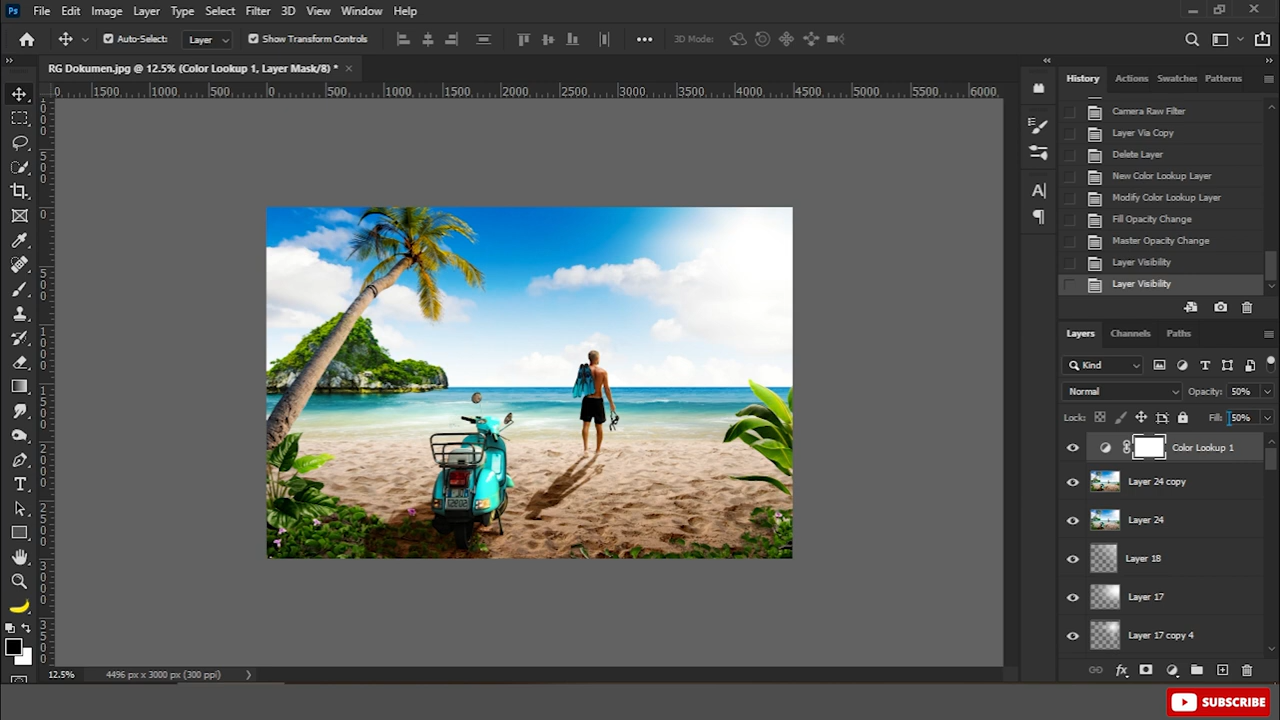 Ps File Edit Image Layer Type Select Filter 3D View Window Help
Auto-Select: Layer Show Transform Controls 3D Mode:
RG Dokumen.jpg @ 12.5% (Color Lookup 1, Layer Mask/8) *
0 1500 1000 500 0 500 1000 1500 2000 2500 3000 3500 4000 4500 5000 5500 6000
History Actions Swatches Patterns
Camera Raw Filter
Layer Via Copy
Delete Layer
New Color Lookup Layer
Modify Color Lookup Layer
Fill Opacity Change
Master Opacity Change
Layer Visibility
Layer Visibility
Layers Channels Paths
Kind
Normal Opacity: 50%
Lock: Fill: 50%
Color Lookup 1
Layer 24 copy
Layer 24
Layer 18
Layer 17
Layer 17 copy 4
12.5% 4496 px x 3000 px (300 ppi)
SUBSCRIBE